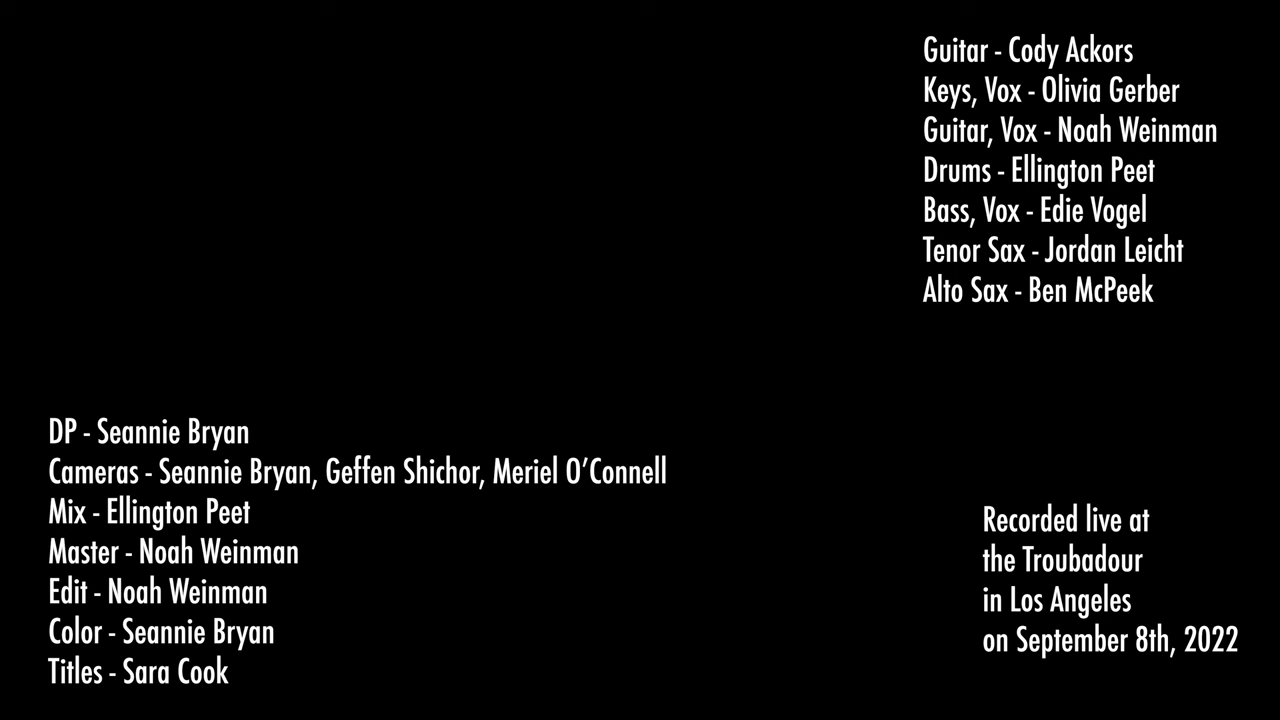 Guitar - Cody Ackors
Keys, Vox - Olivia Gerber
Guitar, Vox - Noah Weinman
Drums - Ellington Peet
Bass, Vox - Edie Vogel
Tenor Sax - Jordan Leicht
Alto Sax - Ben McPeek
DP - Seannie Bryan
Cameras - Seannie Bryan, Geffen Shichor, Meriel O’Connell
Mix - Ellington Peet
Master - Noah Weinman
Edit - Noah Weinman
Color - Seannie Bryan
Titles - Sara Cook
Recorded live at
the Troubadour
in Los Angeles
on September 8th, 2022